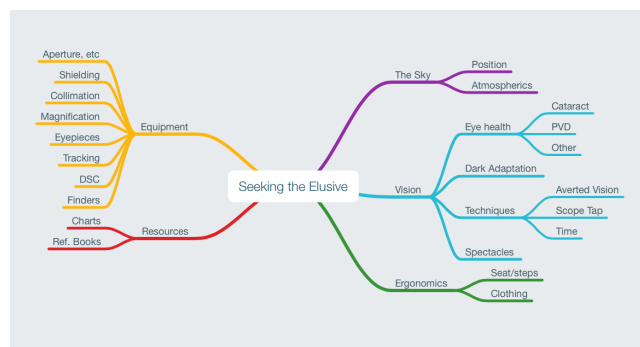 Seeking the Elusive
Equipment
Aperture, etc
Shielding
Collimation
Magnification
Eyepieces
Tracking
DSC
Finders
Resources
Charts
Ref. Books
The Sky
Position
Atmospherics
Vision
Eye health
Cataract
PVD
Other
Dark Adaptation
Techniques
Averted Vision
Scope Tap
Time
Spectacles
Ergonomics
Seat/steps
Clothing